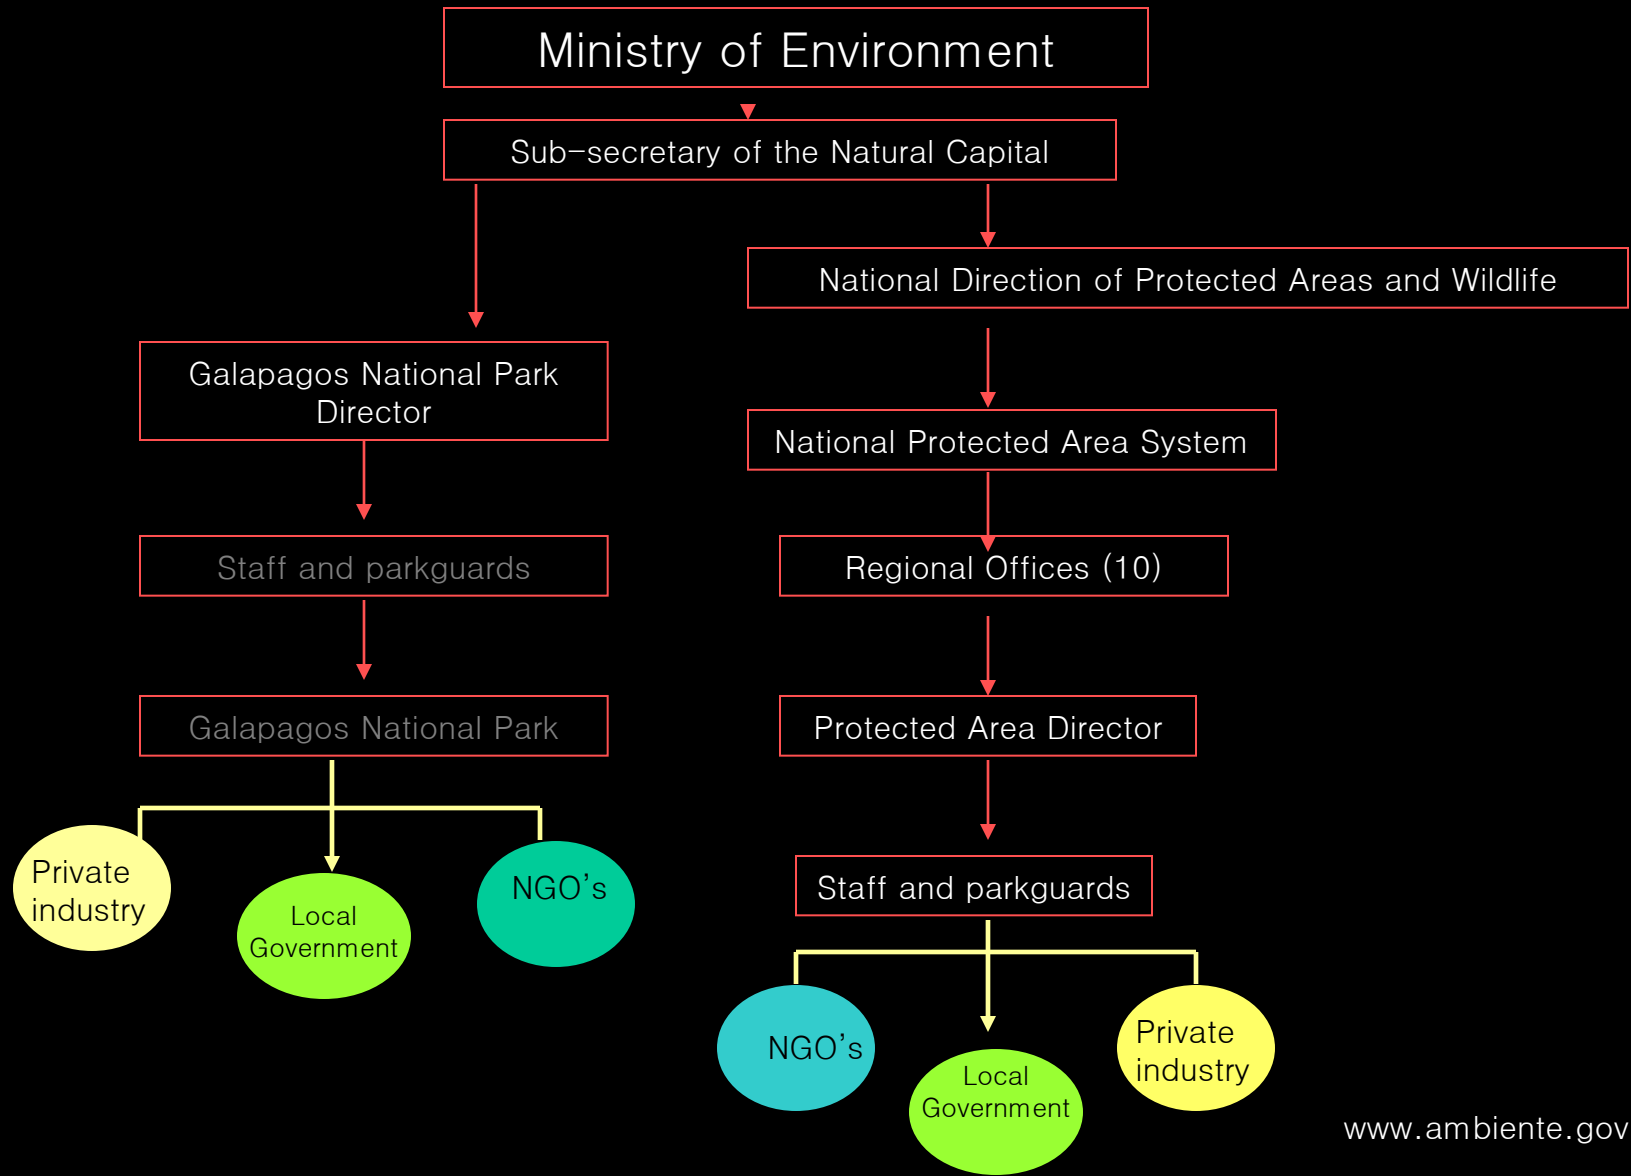 Ministry of Environment
Sub-secretary of the Natural Capital
National Direction of Protected Areas and Wildlife
Galapagos National Park
Director
National Protected Area System
Staff and parkguards
Regional Offices (10)
Galapagos National Park
Protected Area Director
Private
industry
Local
Government
NGO's
Staff and parkguards
NGO's
Local
Government
Private
industry
www.ambiente.gov